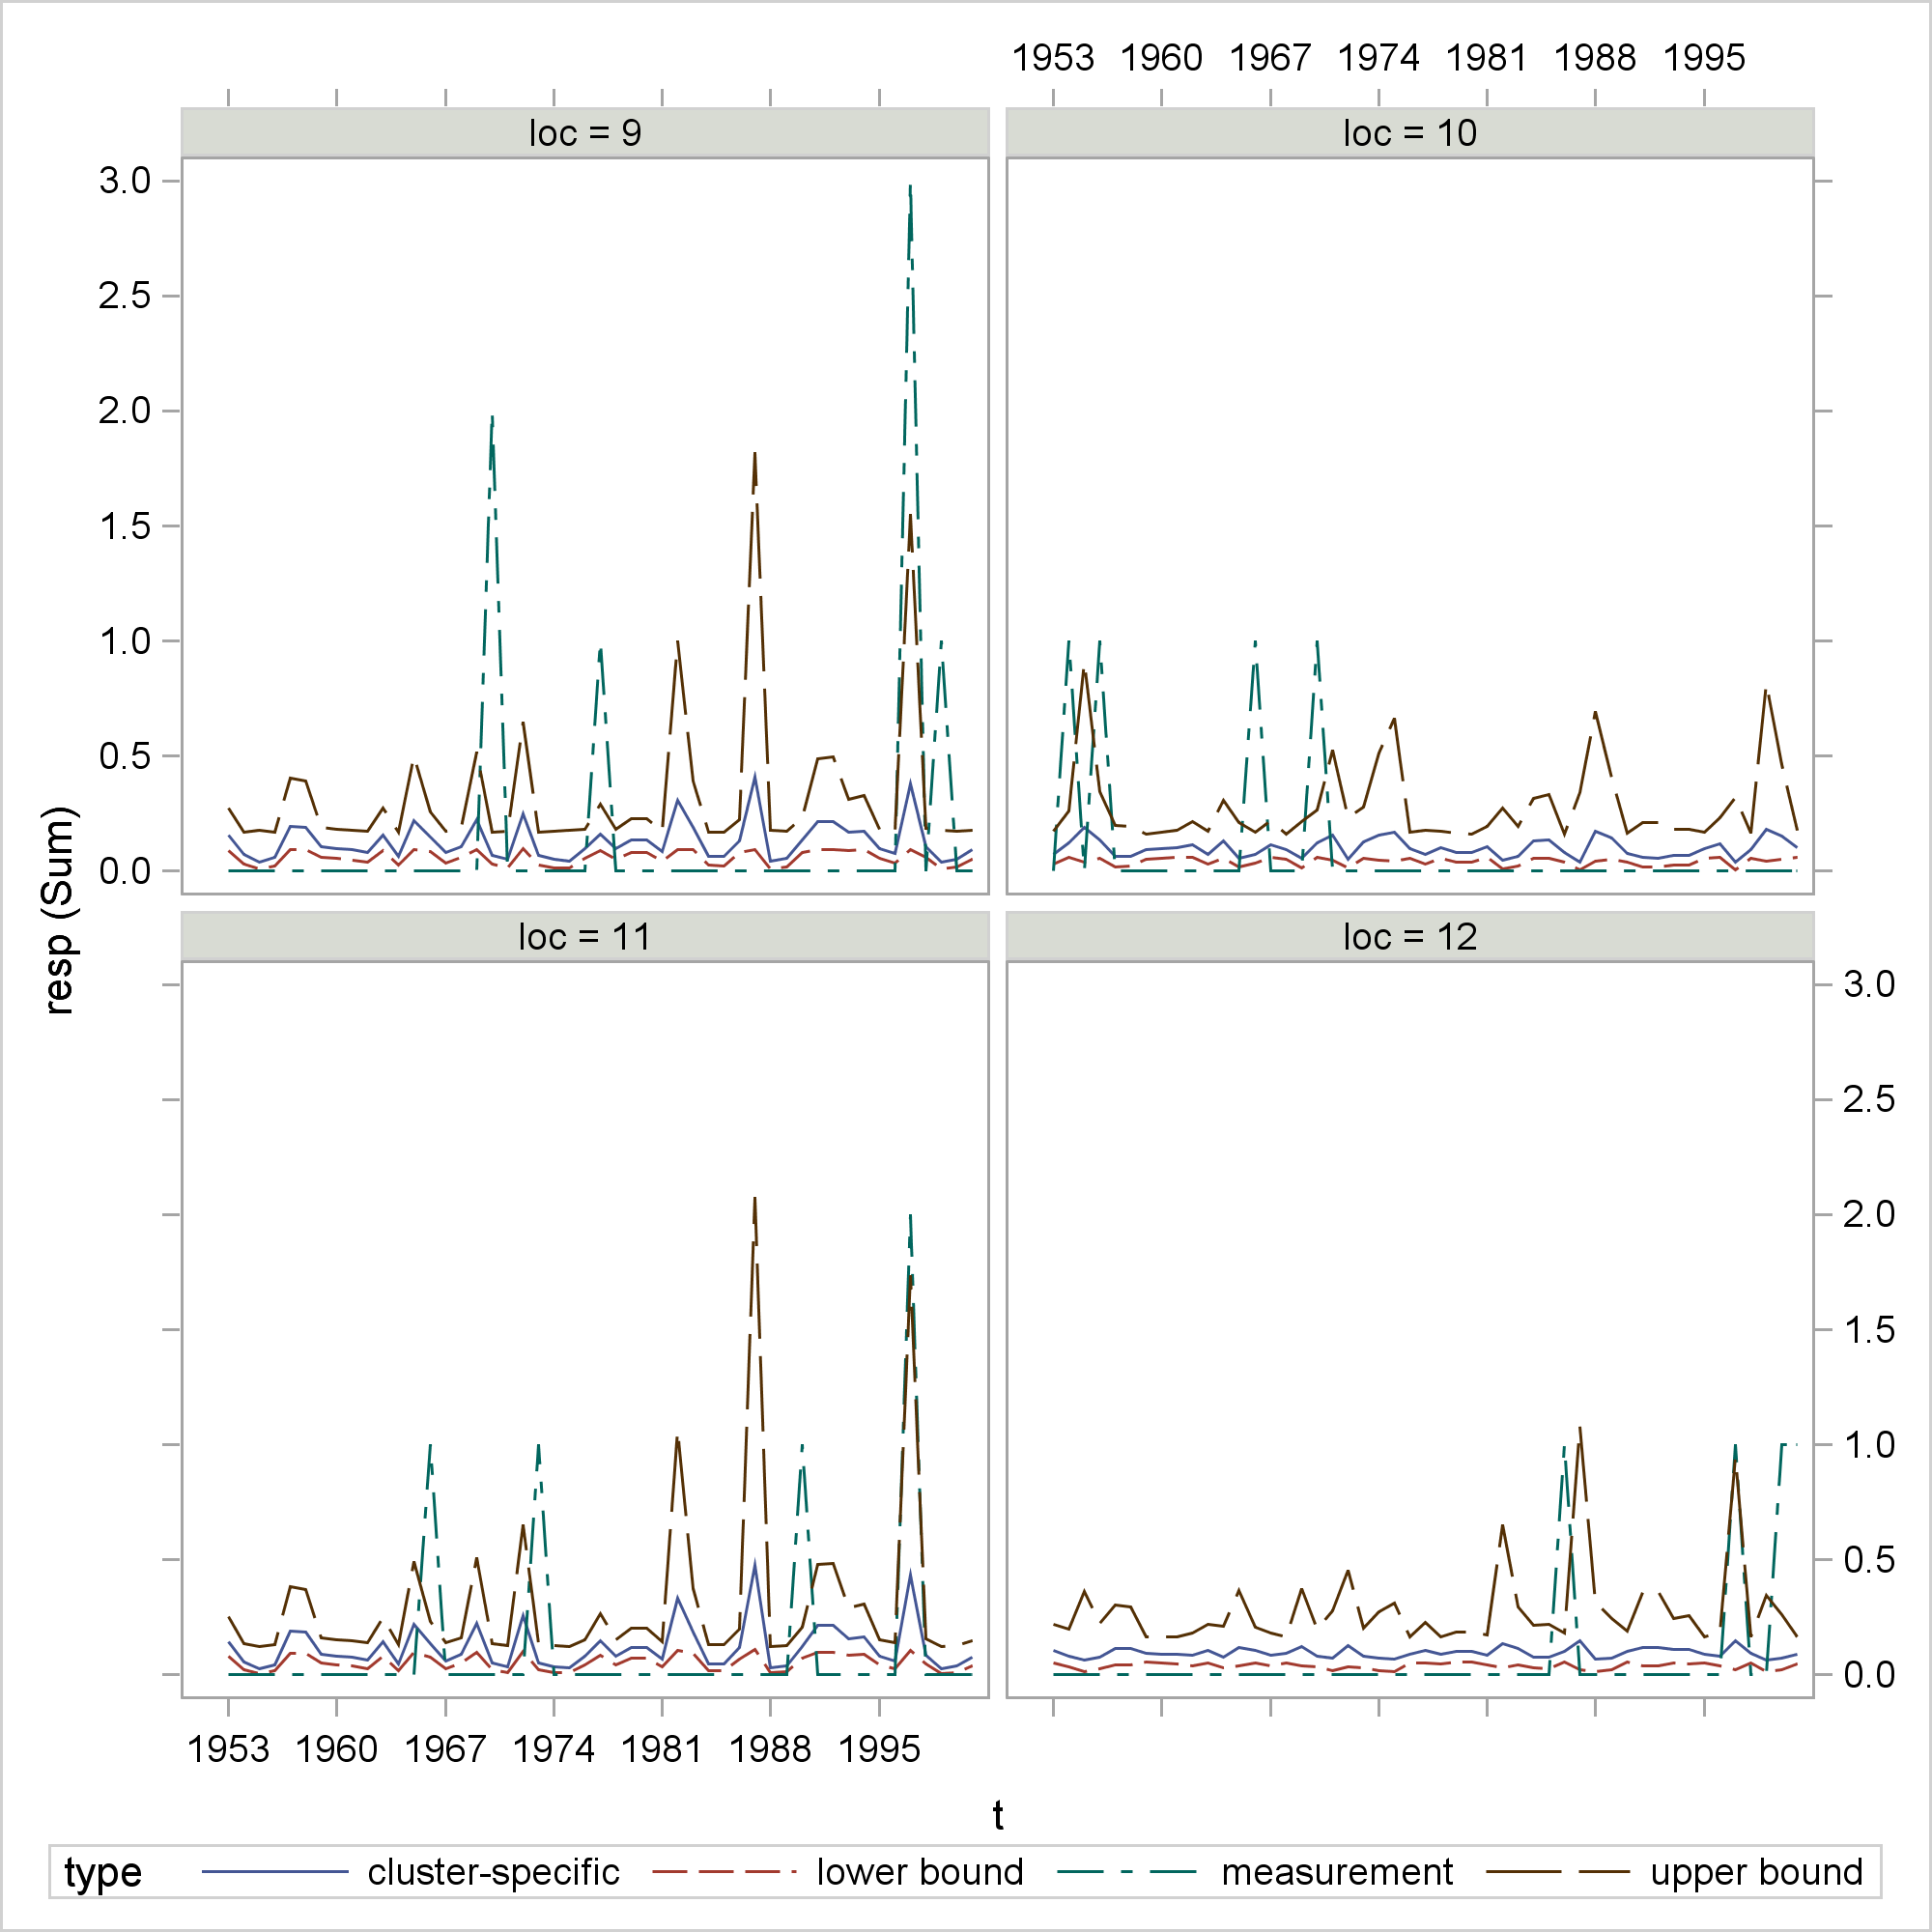 1953 1960 1967 1974 1981 1988 1995
loc = 9
loc = 10
3.0
2.5
2.0
1.5
1.0
0.5
0.0
resp (Sum)
loc = 11
loc = 12
3.0
2.5
2.0
1.5
1.0
0.5
0.0
1953 1960 1967 1974 1981 1988 1995
t
type cluster-specific lower bound measurement upper bound